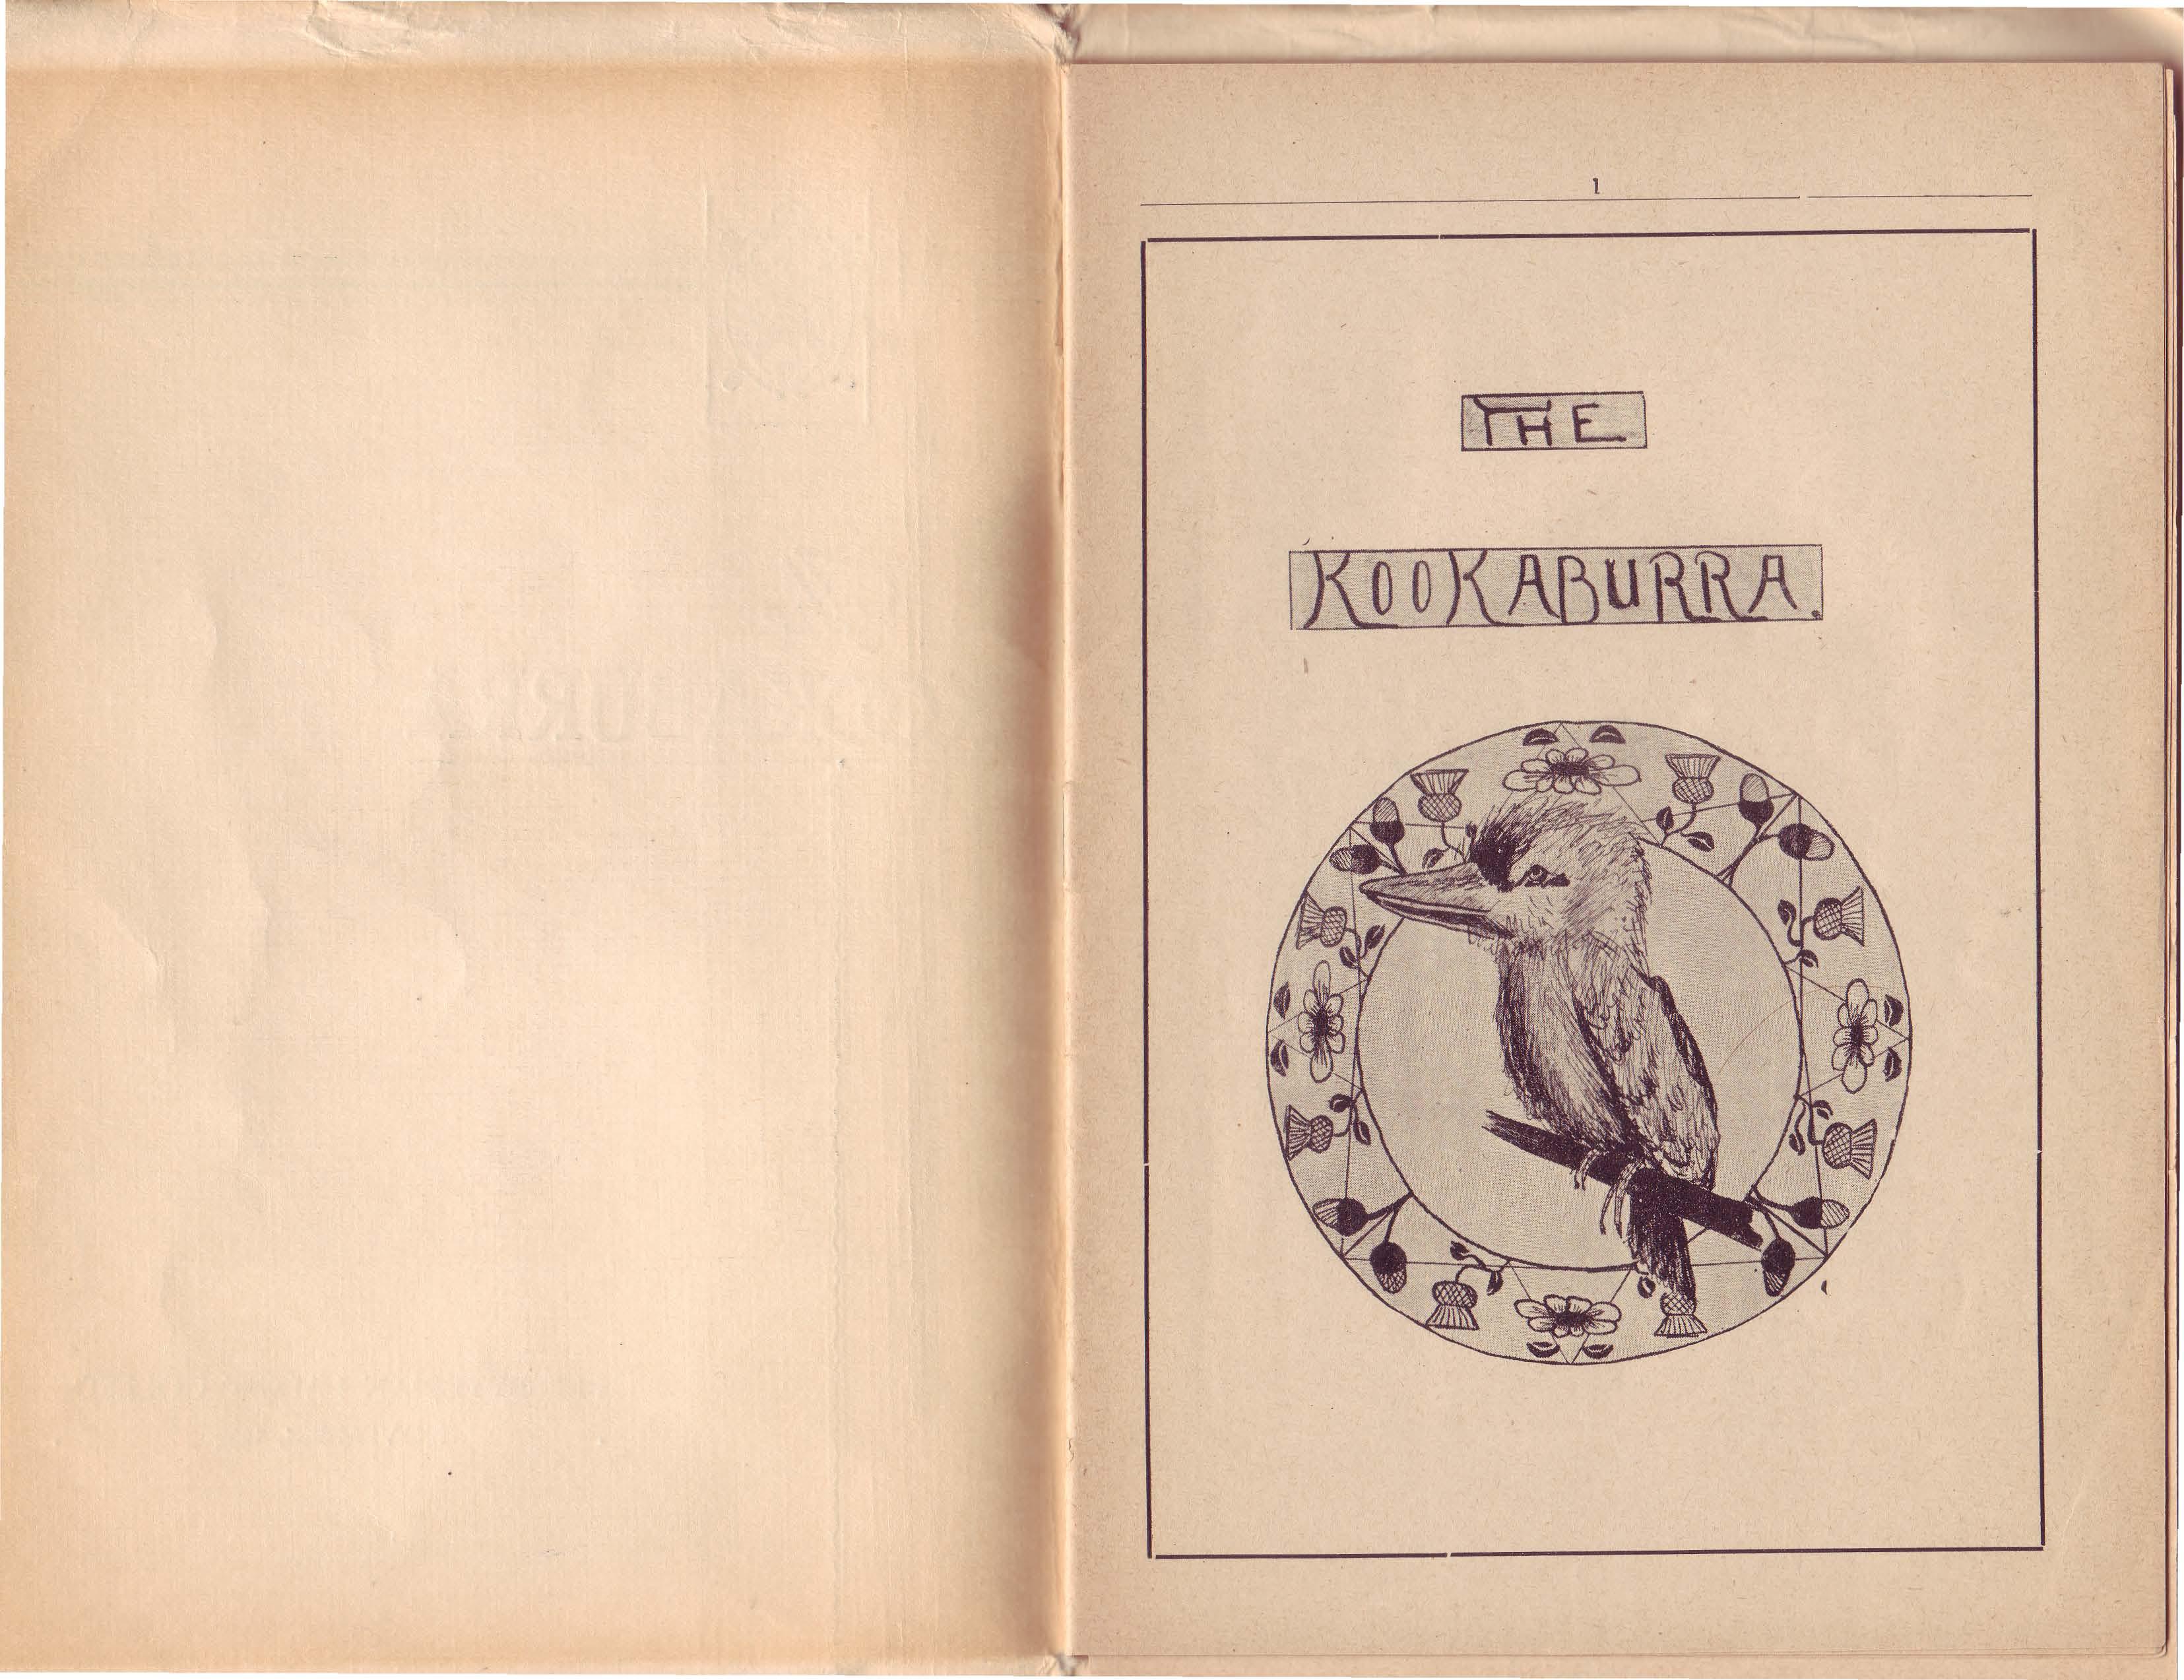 1
THE
KOOKABURRA.